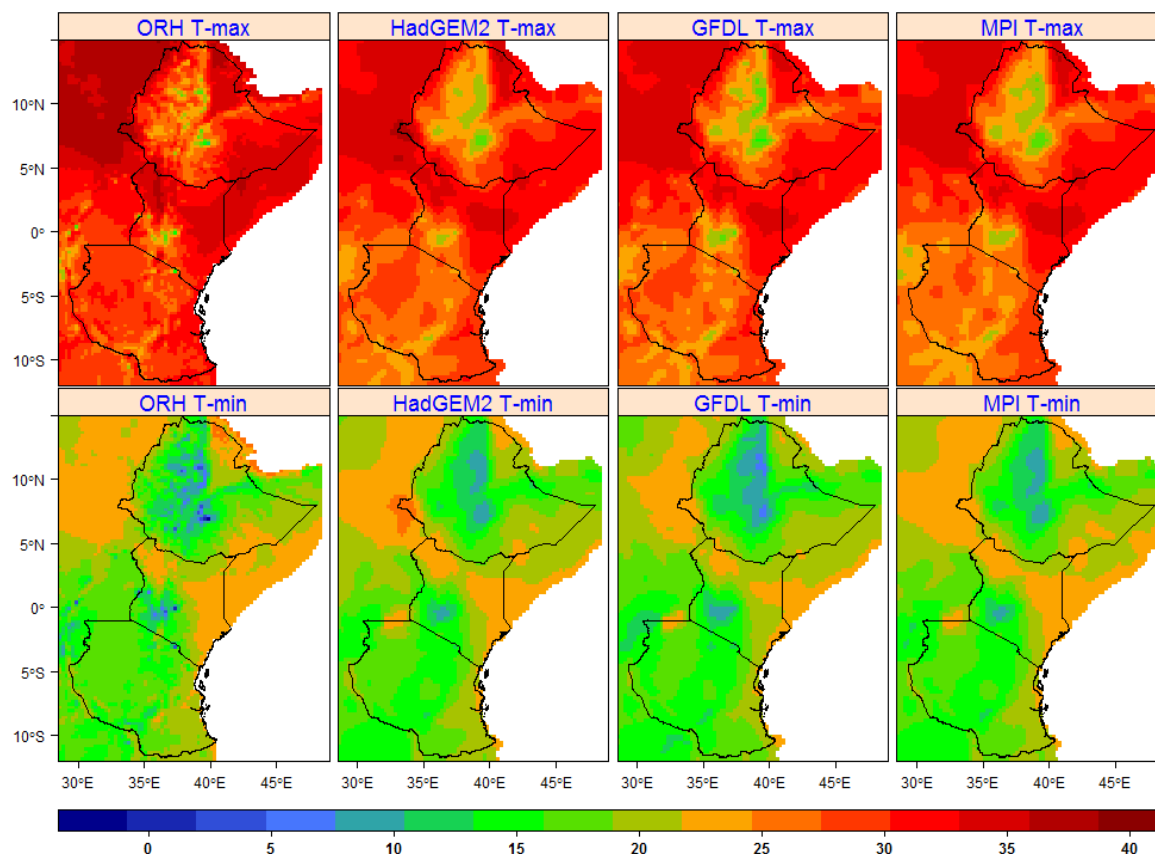 ORH T-max HadGEM2 T-max GFDL T-max MPI T-max
10°N
5°N
0°
5°S
10°S
ORH T-min HadGEM2 T-min GFDL T-min MPI T-min
10°N
5°N
0°
5°S
10°S
30°E 35°E 40°E 45°E 30°E 35°E 40°E 45°E 30°E 35°E 40°E 45°E 30°E 35°E 40°E 45°E
0 5 10 15 20 25 30 35 40